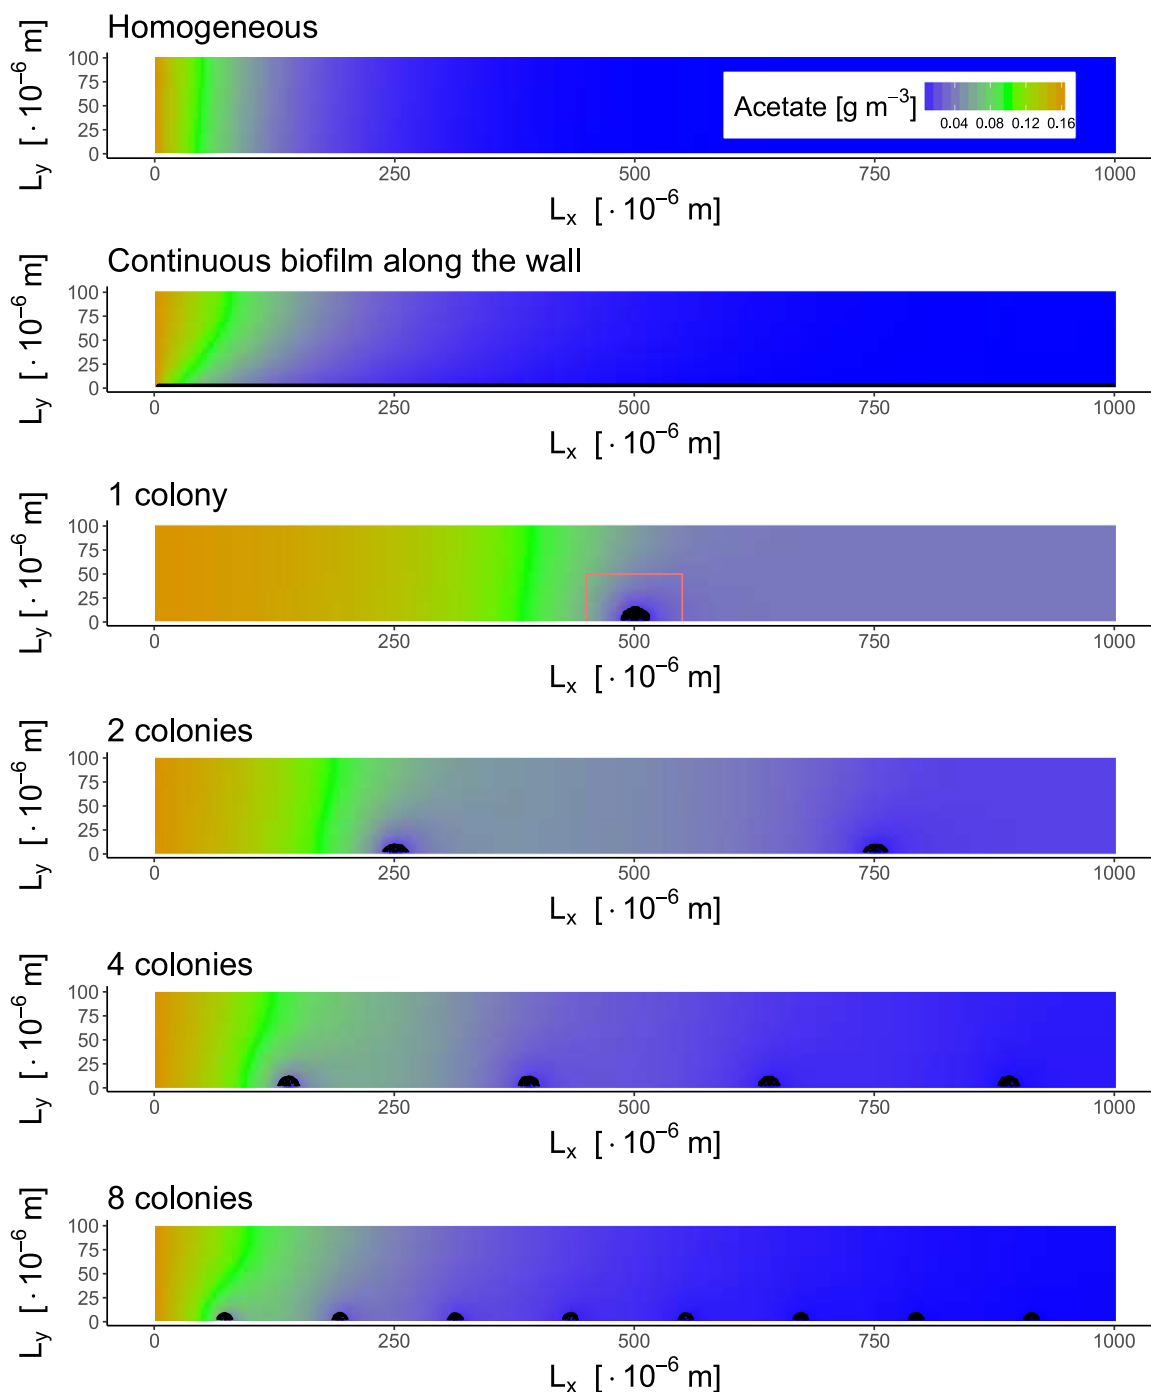 Homogeneous
L_y [·10⁻⁶ m]
100
75
50
25
0
Acetate [g m⁻³]
0.04 0.08 0.12 0.16
0 250 500 750 1000
L_x [·10⁻⁶ m]
Continuous biofilm along the wall
L_y [·10⁻⁶ m]
100
75
50
25
0
0 250 500 750 1000
L_x [·10⁻⁶ m]
1 colony
L_y [·10⁻⁶ m]
100
75
50
25
0
0 250 500 750 1000
L_x [·10⁻⁶ m]
2 colonies
L_y [·10⁻⁶ m]
100
75
50
25
0
0 250 500 750 1000
L_x [·10⁻⁶ m]
4 colonies
L_y [·10⁻⁶ m]
100
75
50
25
0
0 250 500 750 1000
L_x [·10⁻⁶ m]
8 colonies
L_y [·10⁻⁶ m]
100
75
50
25
0
0 250 500 750 1000
L_x [·10⁻⁶ m]